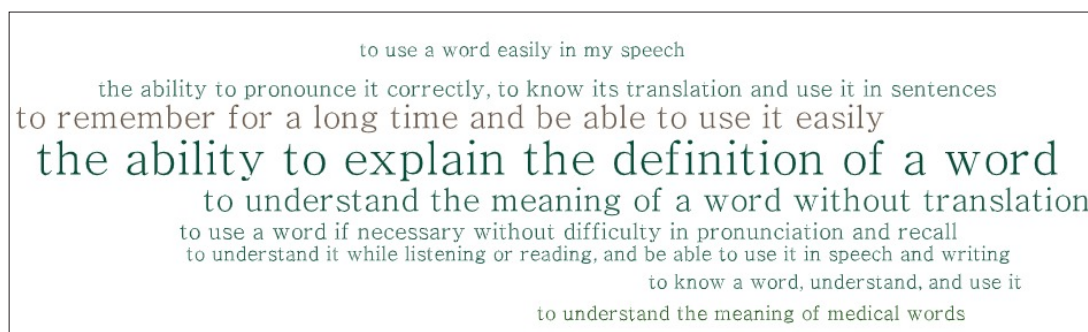 to use a word easily in my speech
the ability to pronounce it correctly, to know its translation and use it in sentences
to remember for a long time and be able to use it easily
the ability to explain the definition of a word
to understand the meaning of a word without translation
to use a word if necessary without difficulty in pronunciation and recall
to understand it while listening or reading, and be able to use it in speech and writing
to know a word, understand, and use it
to understand the meaning of medical words